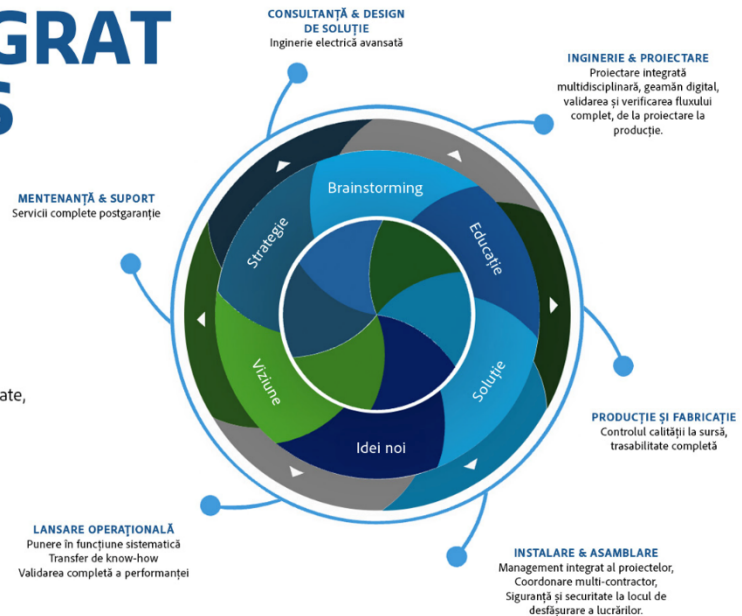 GRAT
S
CONSULTANȚĂ & DESIGN
DE SOLUȚIE
Inginerie electrică avansată
INGINERIE & PROIECTARE
Proiectare integrată
multidisciplinară, geamăn digital,
validarea și verificarea fluxului
complet, de la proiectare la
producție.
MENTENANȚĂ & SUPORT
Servicii complete postgaranție
Brainstorming
Strategie
Educație
Viziune
Soluție
Idei noi
ate,
PRODUCȚIE ȘI FABRICAȚIE
Controlul calității la sursă,
trasabilitate completă
LANSARE OPERAȚIONALĂ
Punere în funcțiune sistematică
Transfer de know-how
Validarea completă a performanței
INSTALARE & ASAMBLARE
Management integrat al proiectelor,
Coordonare multi-contractor,
Siguranță și securitate la locul de
desfășurare a lucrărilor.